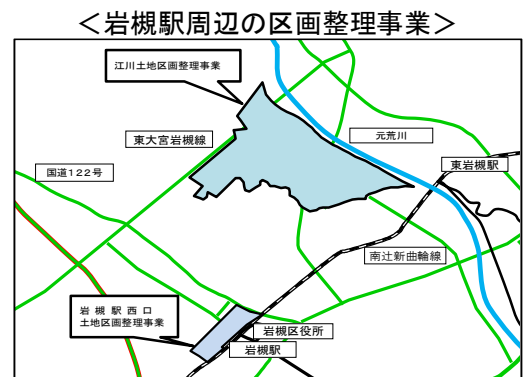 ＜岩槻駅周辺の区画整理事業＞
江川土地区画整理事業
東大宮岩槻線
元荒川
国道122号
東岩槻駅
南辻新曲輪線
岩槻駅西口
土地区画整理事業
岩槻区役所
岩槻駅